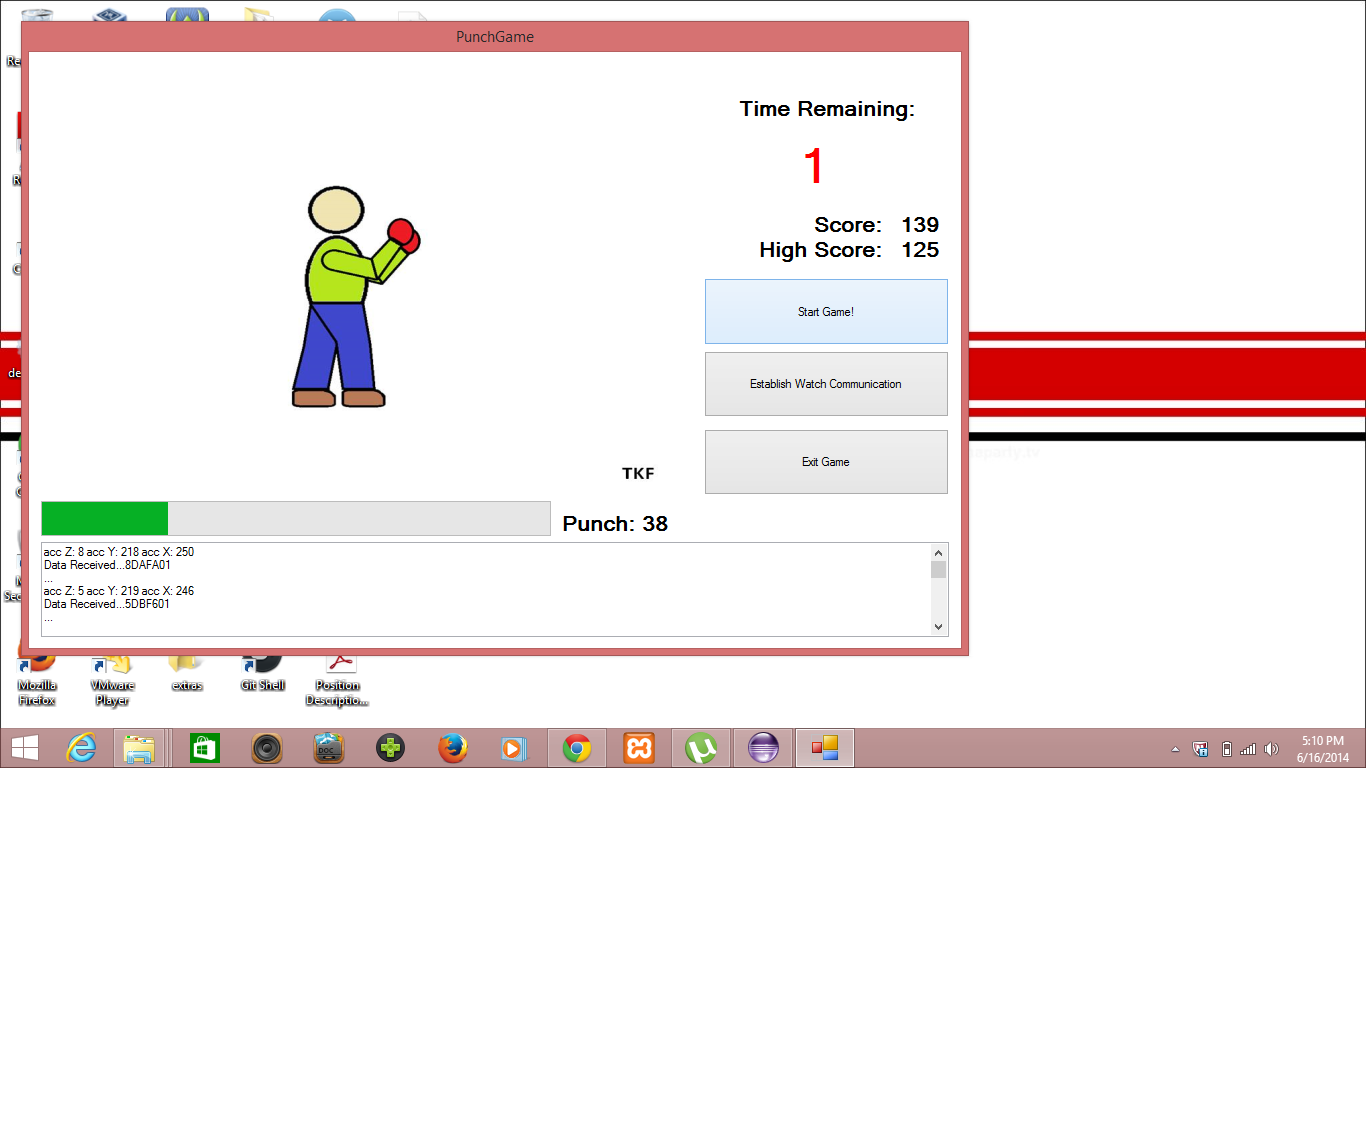 PunchGame
Time Remaining:
1
Score: 139
High Score: 125
Start Game!
Establish Watch Communication
Exit Game
TKF
Punch: 38
acc Z: 8 acc Y: 218 acc X: 250
Data Received...8DAFA01
...
acc Z: 5 acc Y: 219 acc X: 246
Data Received...5DBF601
...
Mozilla Firefox
VMware Player
extras
Git Shell
Position Descriptio...
DOC
5:10 PM
6/16/2014